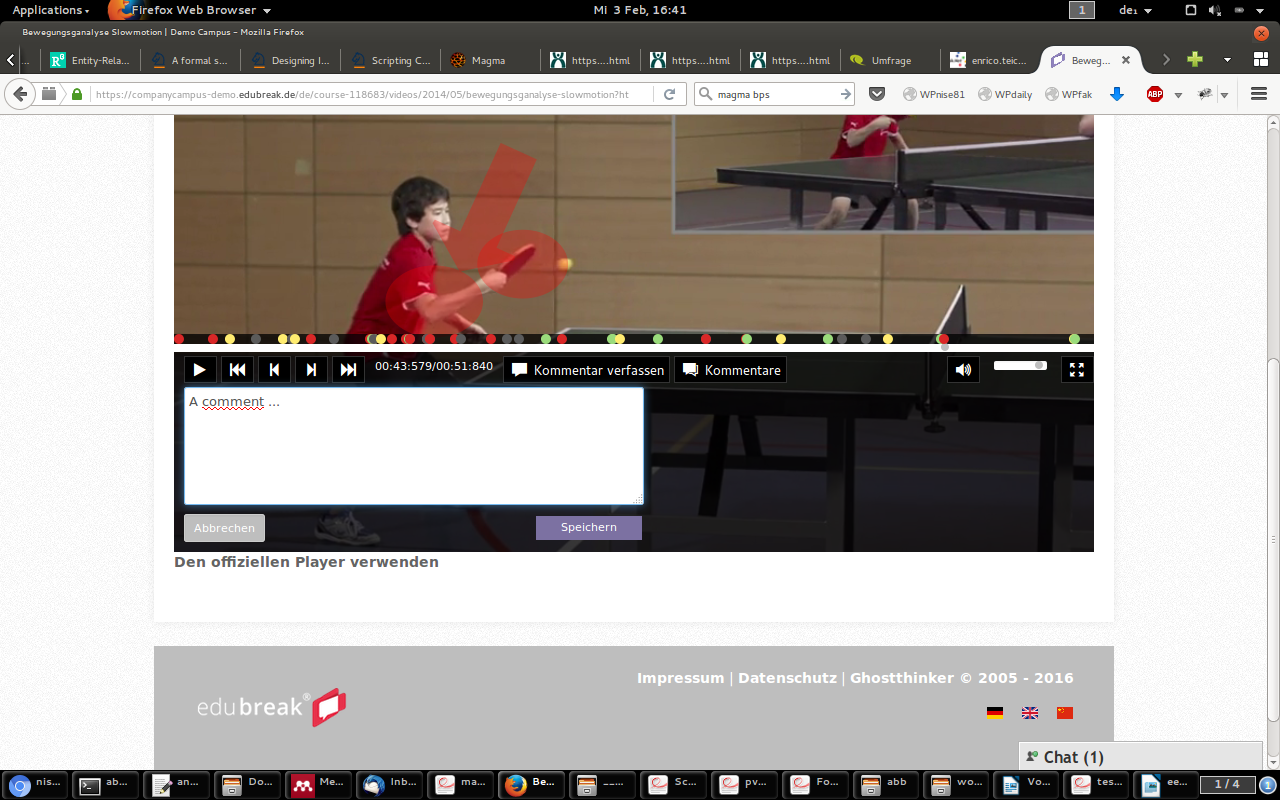 Applications Firefox Web Browser Mi 3 Feb, 16:41 1 de₁
Bewegungsanalyse Slowmotion | Demo Campus - Mozilla Firefox
... Entity-Rela... A formal s... Designing I... Scripting C... Magma https....html https....html https....html Umfrage enrico.teic... Beweg...
https://companycampus-demo.edubreak.de/de/course-118683/videos/2014/05/bewegungsanalyse-slowmotion?ht magma bps WPnise81 WPdaily WPfak ABP
00:43:579/00:51:840 Kommentar verfassen Kommentare
A comment ...
Abbrechen Speichern
Den offiziellen Player verwenden
Impressum | Datenschutz | Ghostthinker © 2005 - 2016
edubreak®
Chat (1)
nis... ab... an... Do... Me... Inb... ma... Be... __... Sc... pv... Fo... abb wo... Vo... tes... ee... 1 / 4 1